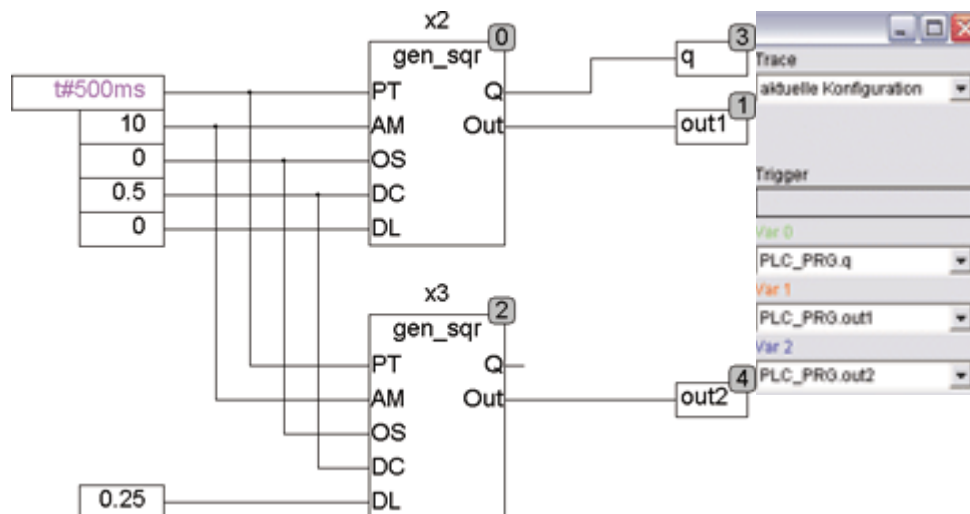 x2
0
gen_sqr
t#500ms
10
0
0.5
0
PT
AM
OS
DC
DL
Q
Out
3
q
1
out1
x3
2
gen_sqr
PT
AM
OS
DC
DL
Q
Out
4
out2
0.25
Trace
aktuelle Konfiguration
Trigger
Var 0
PLC_PRG.q
Var 1
PLC_PRG.out1
Var 2
PLC_PRG.out2